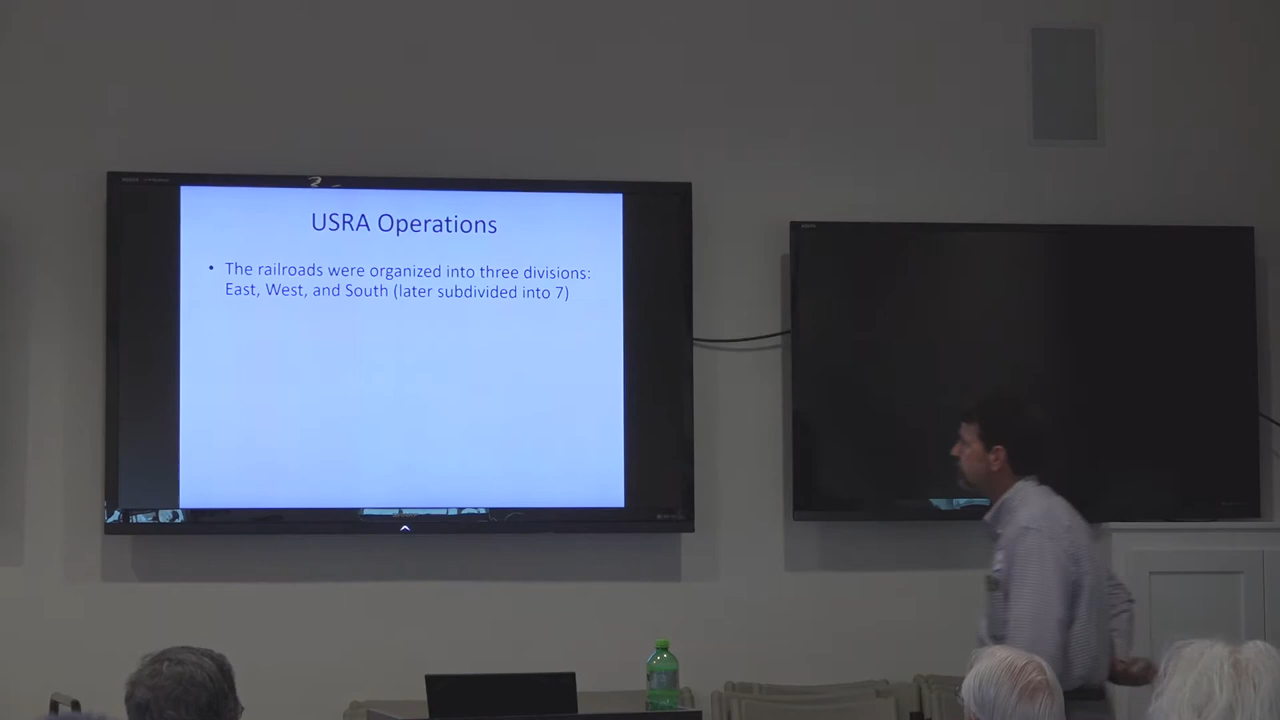 USRA Operations
• The railroads were organized into three divisions:
East, West, and South (later subdivided into 7)